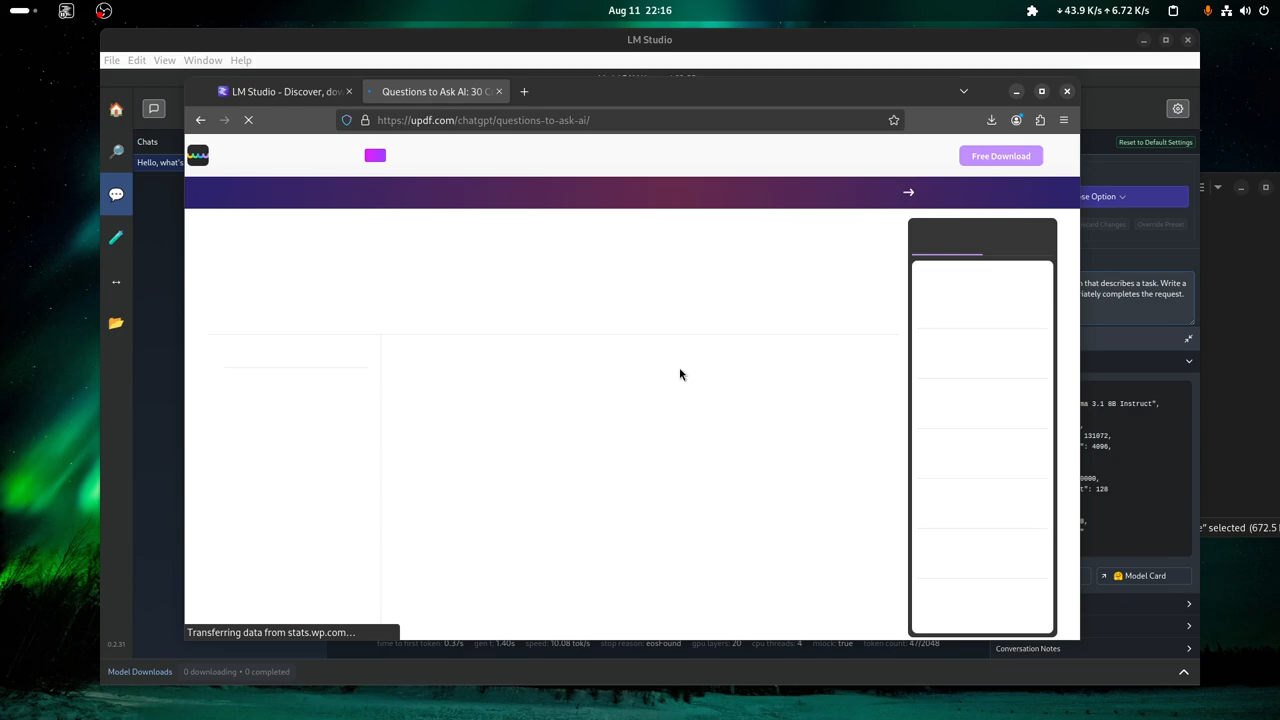 Aug 11 22:16
↓ 43.9 K/s ↑ 6.72 K/s
LM Studio
File Edit View Window Help
LM Studio - Discover, dow
Questions to Ask AI: 30 C
https://updf.com/chatgpt/questions-to-ask-ai/
Free Download
Chats
Hello, what's
Reset to Default Settings
se Option
card Changes
Override Preset
n that describes a task. Write a
iately completes the request.
ma 3.1 8B Instruct",
131072,
": 4096,
0000,
t": 128
" selected (672.5 k
Model Card
Transferring data from stats.wp.com…
time to first token: 0.37s gen t: 1.40s speed: 10.08 tok/s stop reason: eosFound gpu layers: 20 cpu threads: 4 mlock: true token count: 47/2048
Conversation Notes
0.2.31
Model Downloads 0 downloading • 0 completed